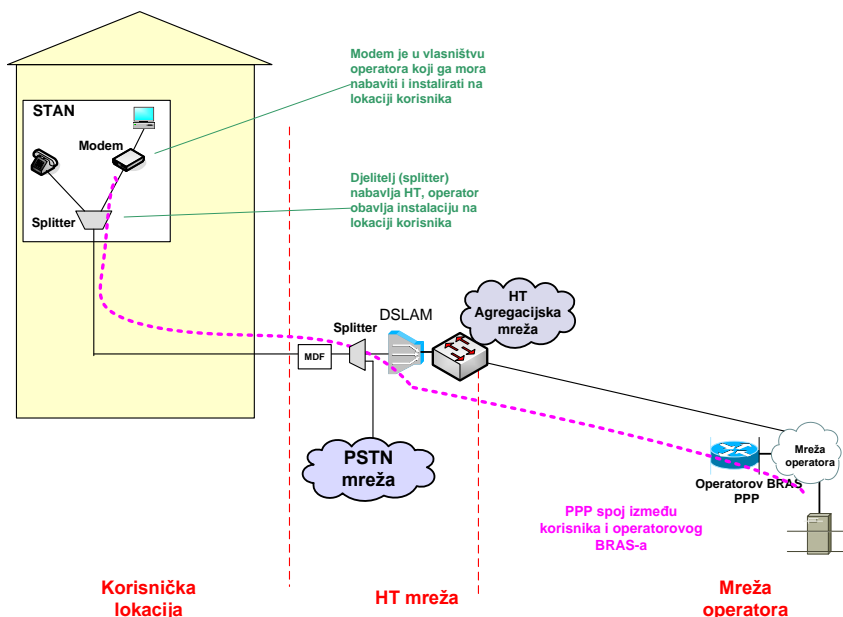 Modem je u vlasništvu
operatora koji ga mora
nabaviti i instalirati na
lokaciji korisnika
STAN
Modem
Djelitelj (splitter)
nabavlja HT, operator
obavlja instalaciju na
lokaciji korisnika
Splitter
HT
Agregacijska
mreža
DSLAM
Splitter
MDF
PSTN
mreža
Mreža
operatora
Operatorov BRAS
PPP
PPP spoj između
korisnika i operatorovog
BRAS-a
Korisnička
lokacija
HT mreža
Mreža
operatora